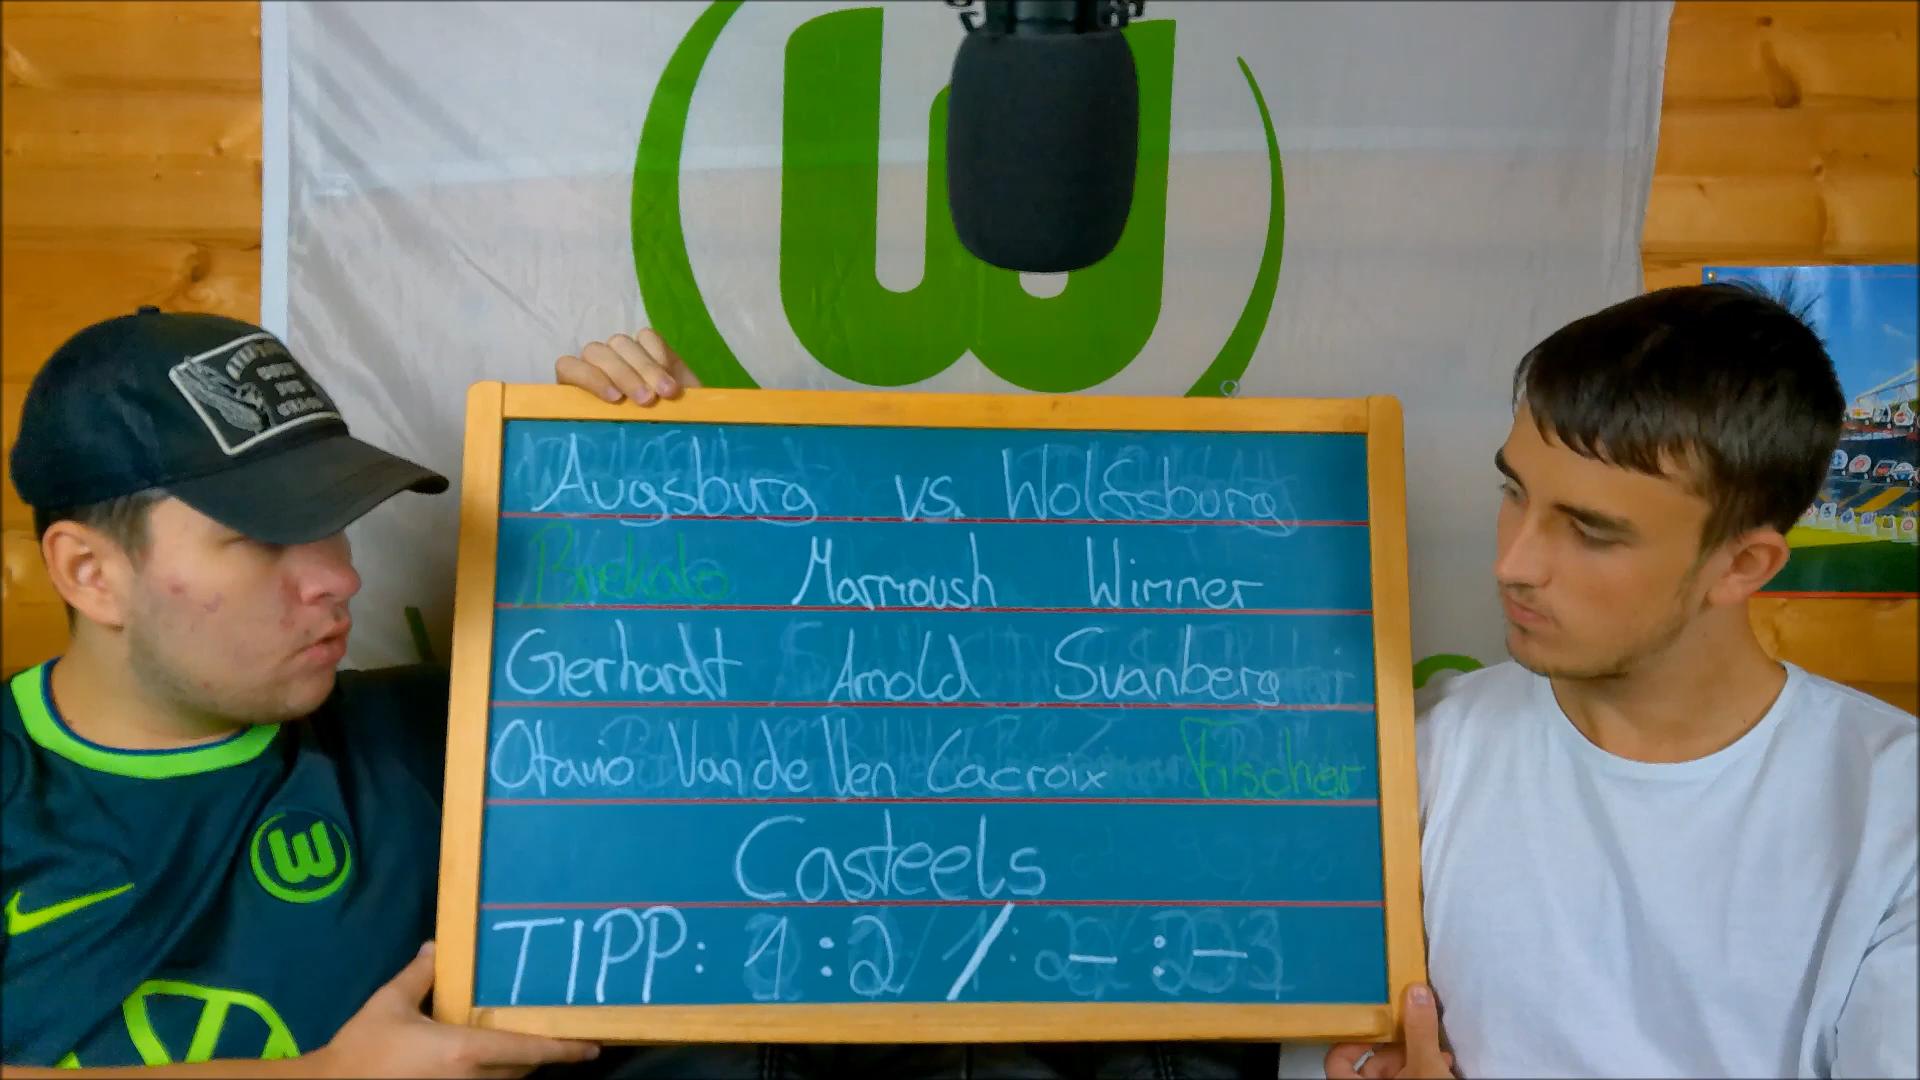 Augsburg vs. Wolfsburg
Brekalo Marmoush Wimmer
Gerhardt Arnold Svanberg
Otavio Van de Ven Lacroix Fischer
Casteels
TIPP: 1:2 / - : -
W
W